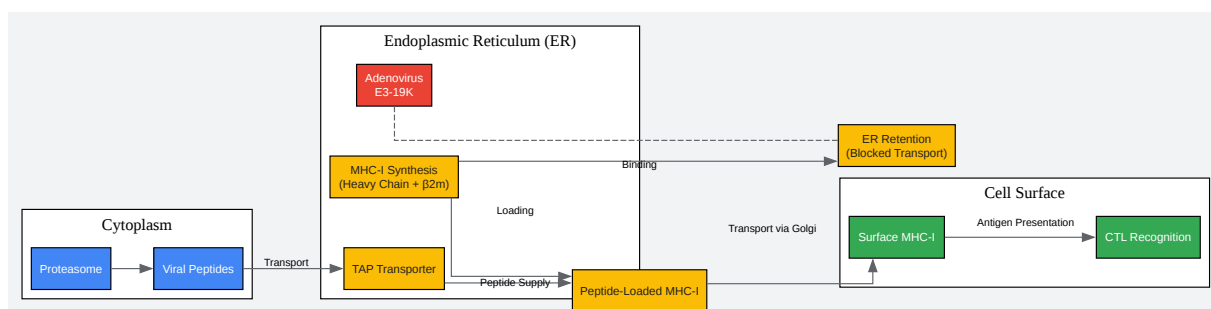 Endoplasmic Reticulum (ER)
Adenovirus
E3-19K
ER Retention
(Blocked Transport)
MHC-I Synthesis
(Heavy Chain + β2m)
Binding
Cell Surface
Loading
Cytoplasm
Transport via Golgi
Surface MHC-I
Antigen Presentation
CTL Recognition
Proteasome
Viral Peptides
Transport
TAP Transporter
Peptide Supply
Peptide-Loaded MHC-I